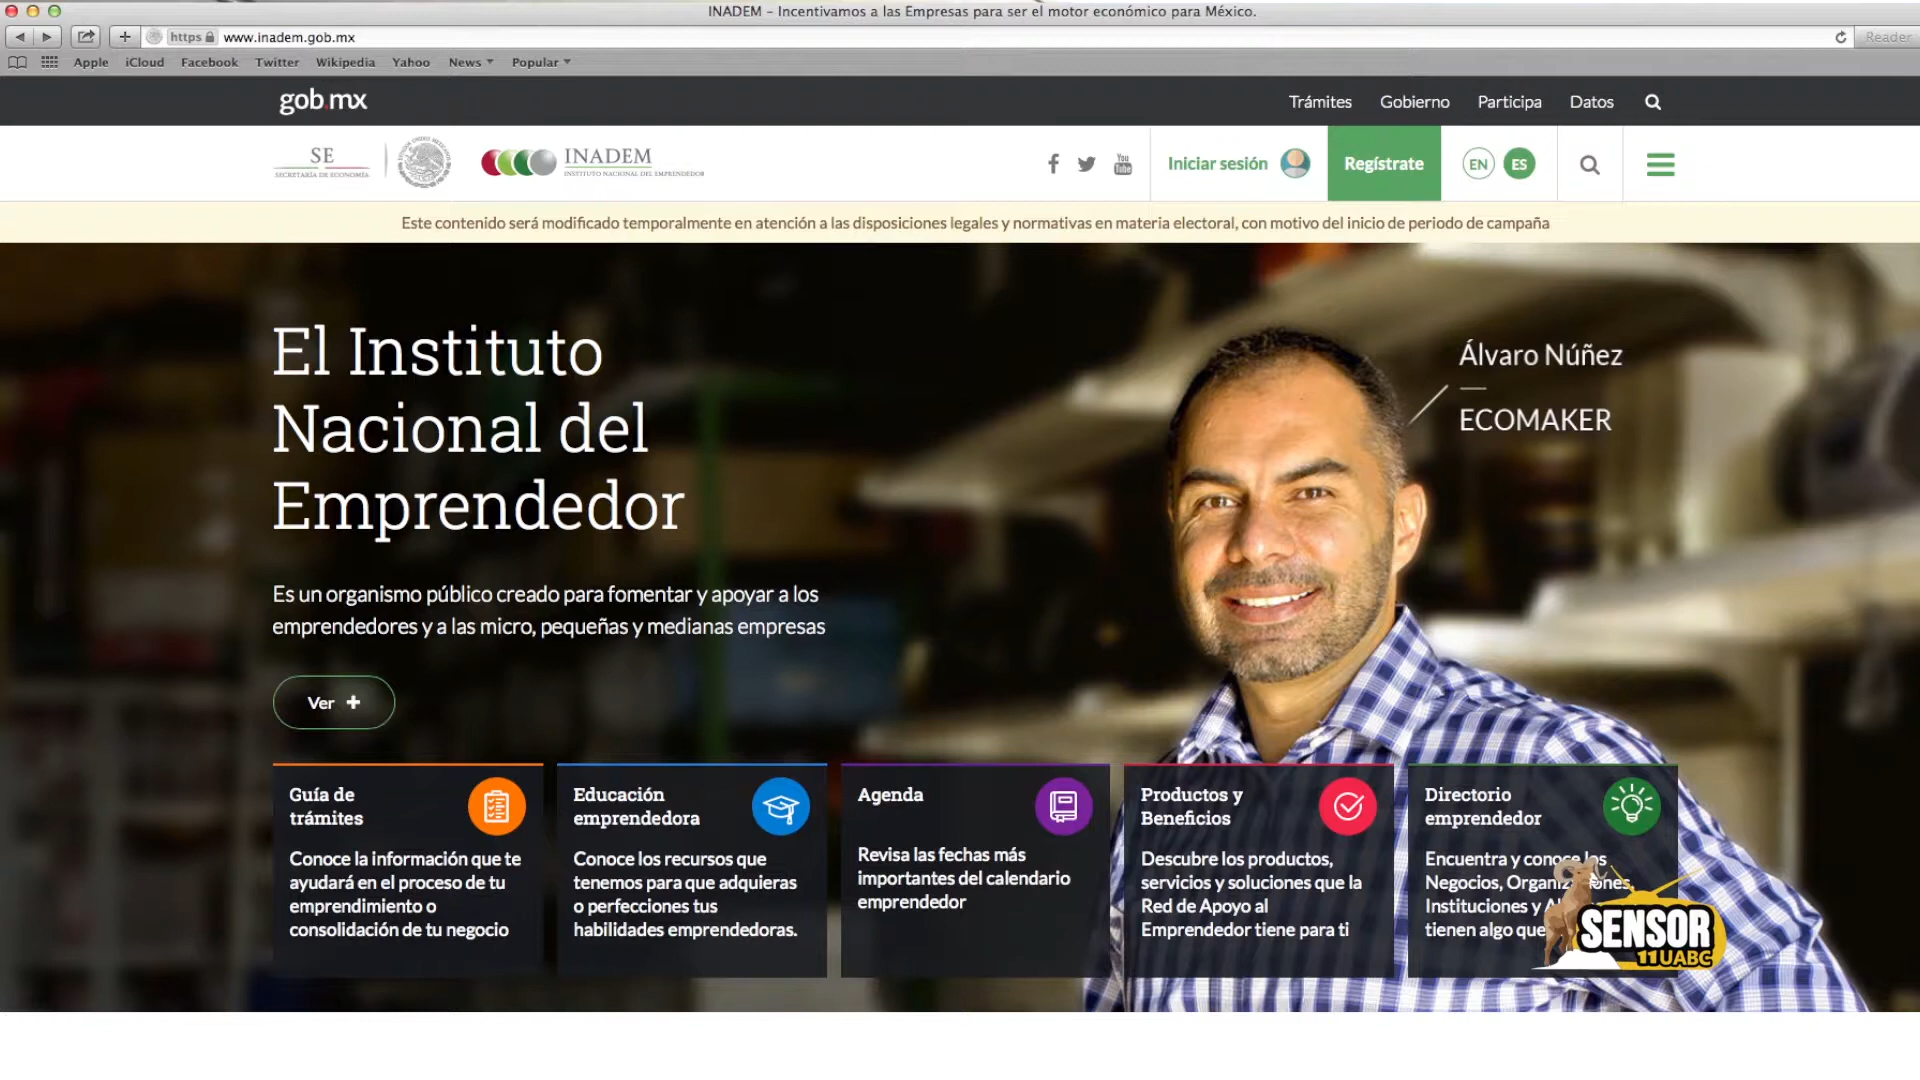 INADEM – Incentivamos a las Empresas para ser el motor económico para México.
https www.inadem.gob.mx
Reader
Apple iCloud Facebook Twitter Wikipedia Yahoo News Popular
gob.mx
Trámites Gobierno Participa Datos
SE
SECRETARÍA DE ECONOMÍA
INADEM
INSTITUTO NACIONAL DEL EMPRENDEDOR
You Tube
Iniciar sesión
Regístrate
EN ES
Este contenido será modificado temporalmente en atención a las disposiciones legales y normativas en materia electoral, con motivo del inicio de periodo de campaña
El Instituto
Nacional del
Emprendedor
Álvaro Núñez
ECOMAKER
Es un organismo público creado para fomentar y apoyar a los
emprendedores y a las micro, pequeñas y medianas empresas
Ver +
Guía de
trámites
Conoce la información que te
ayudará en el proceso de tu
emprendimiento o
consolidación de tu negocio
Educación
emprendedora
Conoce los recursos que
tenemos para que adquieras
o perfecciones tus
habilidades emprendedoras.
Agenda
Revisa las fechas más
importantes del calendario
emprendedor
Productos y
Beneficios
Descubre los productos,
servicios y soluciones que la
Red de Apoyo al
Emprendedor tiene para ti
Directorio
emprendedor
Encuentra y conoce los
Negocios,
Instituciones y
tienen algo que
SENSOR
11UABC